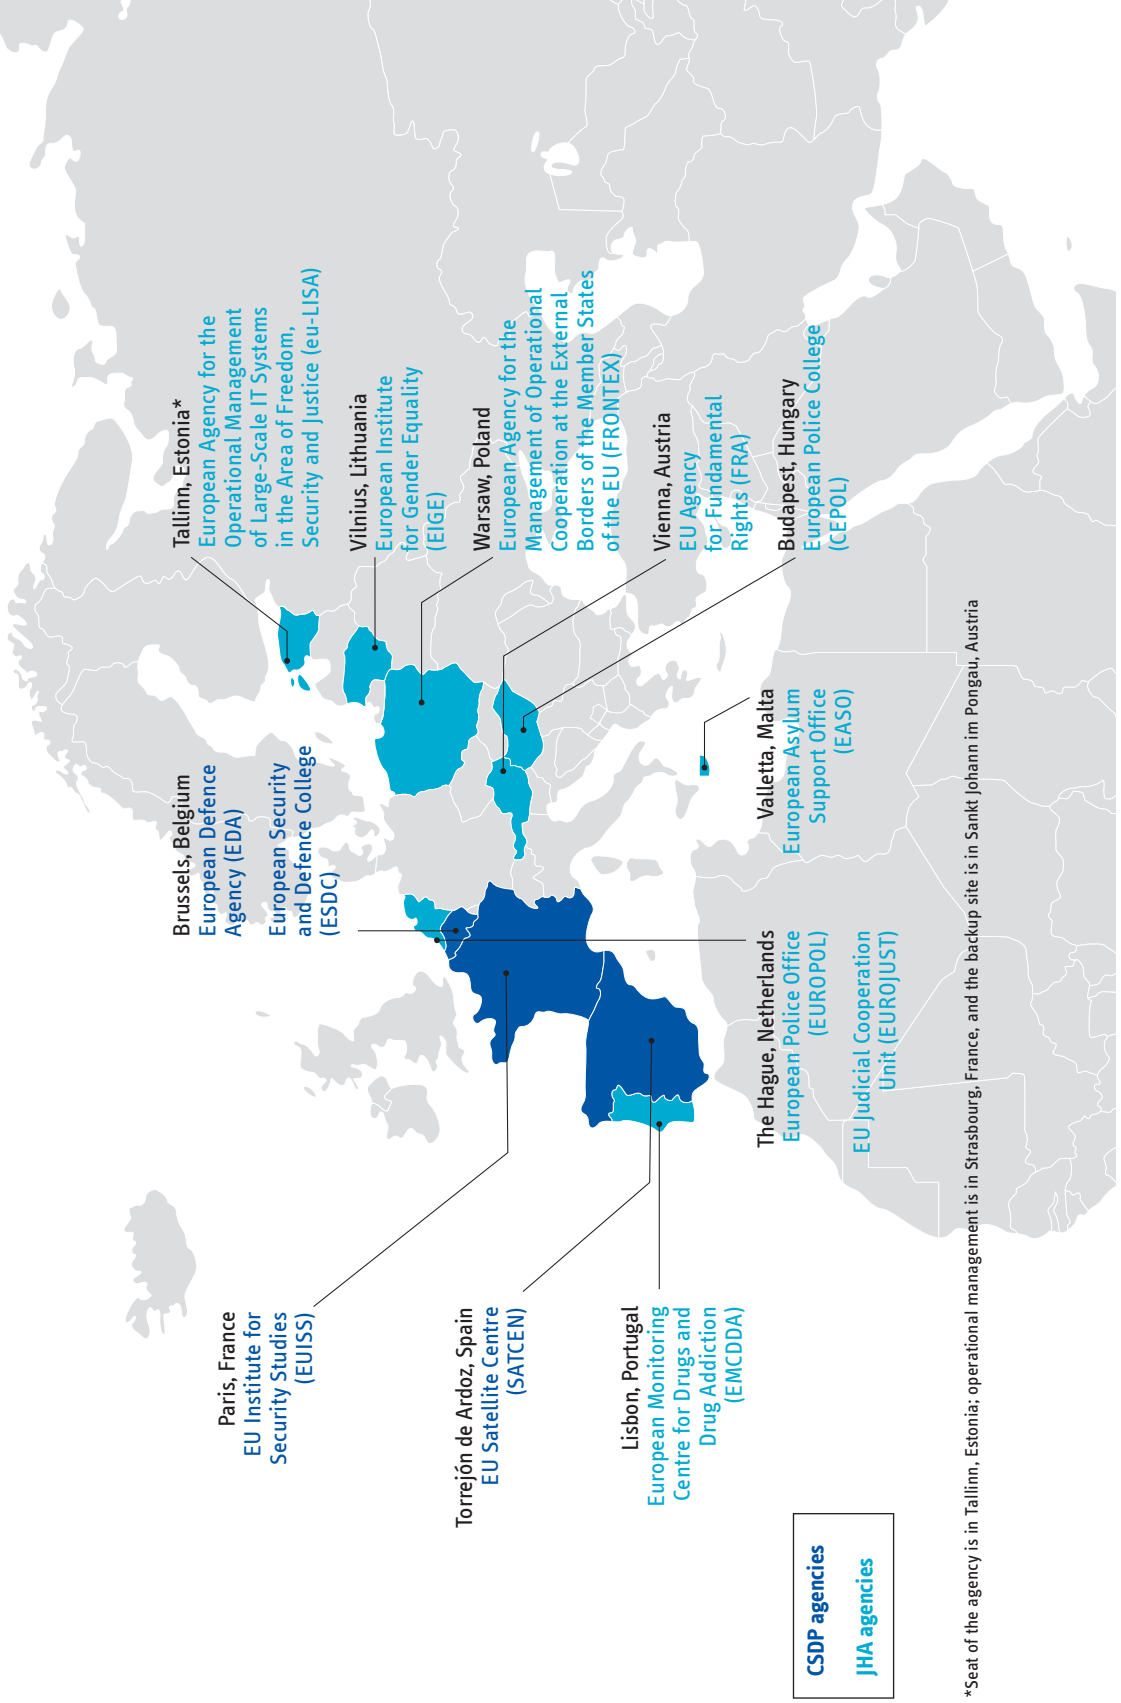 Paris, France
EU Institute for
Security Studies
(EUISS)
Torrejón de Ardoz, Spain
EU Satellite Centre
(SATCEN)
Lisbon, Portugal
European Monitoring
Centre for Drugs and
Drug Addiction
(EMCDDA)
Brussels, Belgium
European Defence
Agency (EDA)
European Security
and Defence College
(ESDC)
The Hague, Netherlands
European Police Office
(EUROPOL)
EU Judicial Cooperation
Unit (EUROJUST)
Valletta, Malta
European Asylum
Support Office
(EASO)
Tallinn, Estonia*
European Agency for the
Operational Management
of Large-Scale IT Systems
in the Area of Freedom,
Security and Justice (eu-LISA)
Vilnius, Lithuania
European Institute
for Gender Equality
(EIGE)
Warsaw, Poland
European Agency for the
Management of Operational
Cooperation at the External
Borders of the Member States
of the EU (FRONTEX)
Vienna, Austria
EU Agency
for Fundamental
Rights (FRA)
Budapest, Hungary
European Police College
(CEPOL)
CSDP agencies
JHA agencies
*Seat of the agency is in Tallinn, Estonia; operational management is in Strasbourg, France, and the backup site is in Sankt Johann im Pongau, Austria